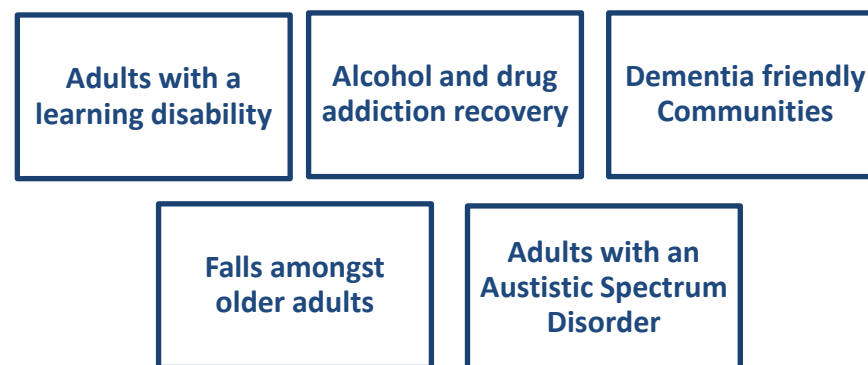 Adults with a
learning disability
Alcohol and drug
addiction recovery
Dementia friendly
Communities
Falls amongst
older adults
Adults with an
Austistic Spectrum
Disorder